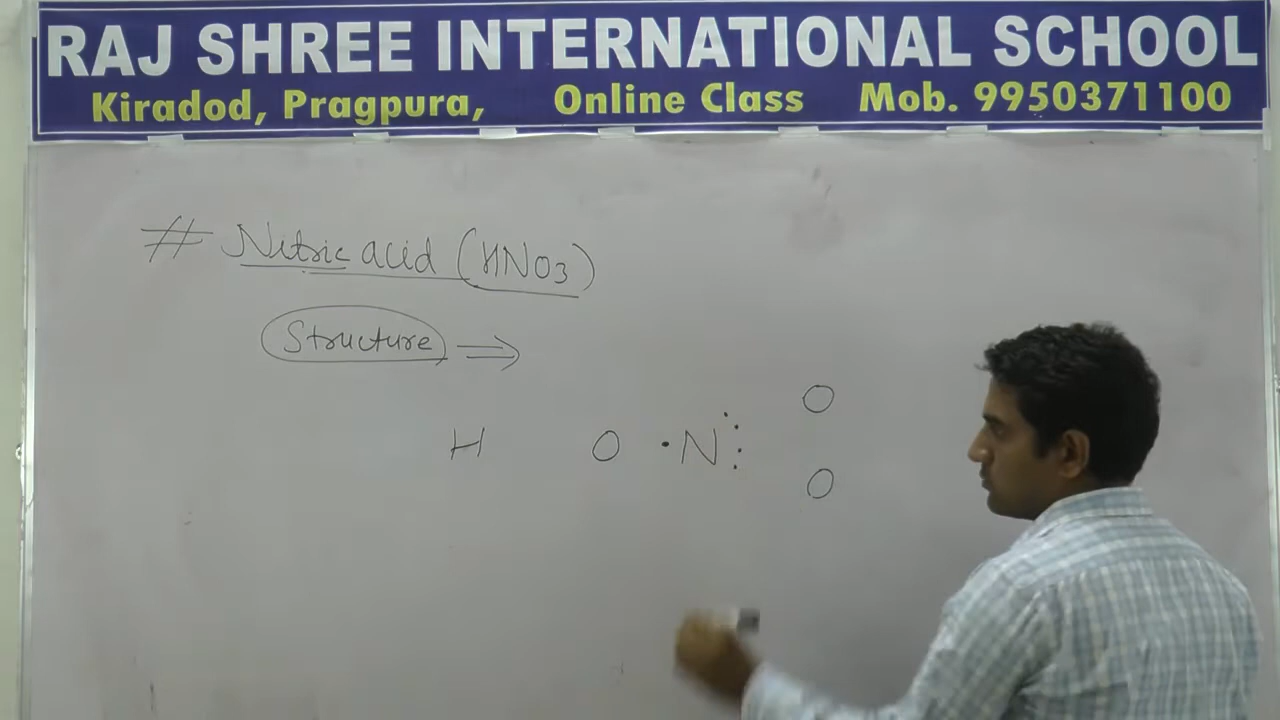 RAJ SHREE INTERNATIONAL SCHOOL
Kiradod, Pragpura, Online Class Mob. 9950371100
# Nitric acid (HNO3)
Structure ⇒
O
H O •N:
O